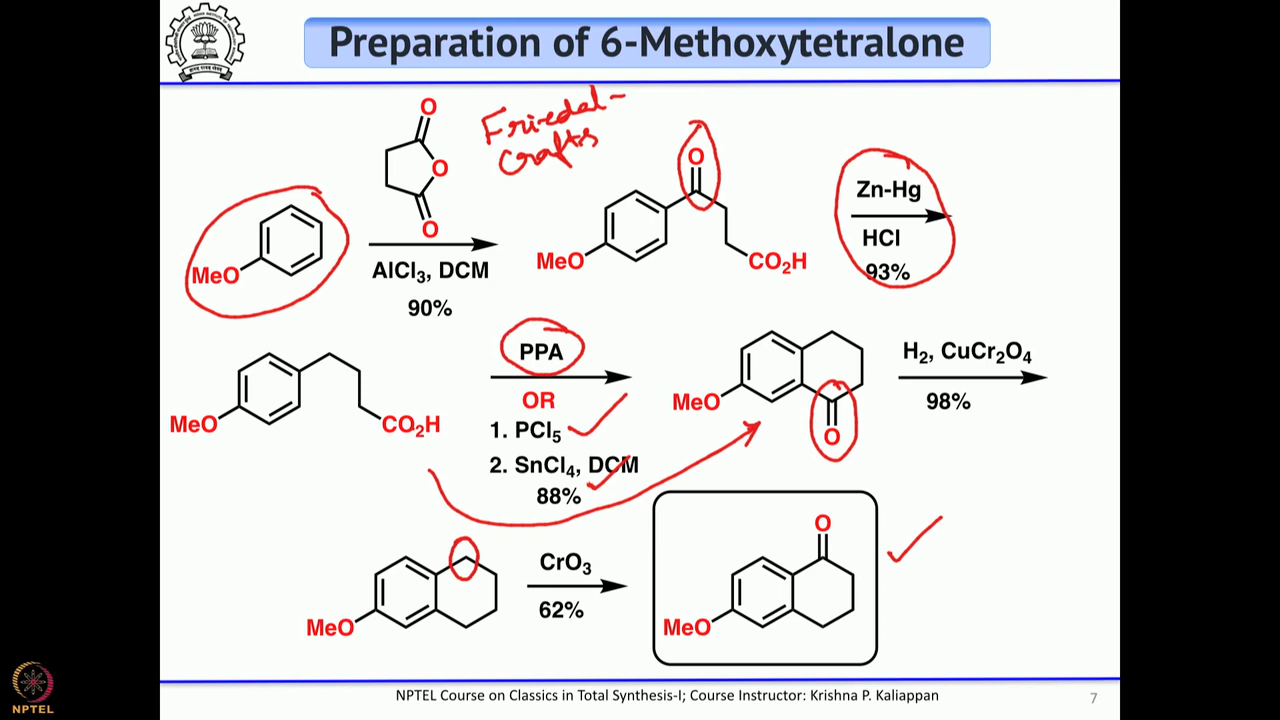 Preparation of 6-Methoxytetralone
O
O
O
Friedal-
Crafts
MeO
AlCl₃, DCM
90%
O
MeO
CO₂H
Zn-Hg
HCl
93%
MeO
CO₂H
PPA
OR
1. PCl₅
2. SnCl₄, DCM
88%
MeO
O
H₂, CuCr₂O₄
98%
MeO
CrO₃
62%
O
MeO
NPTEL
NPTEL Course on Classics in Total Synthesis-I; Course Instructor: Krishna P. Kaliappan
7